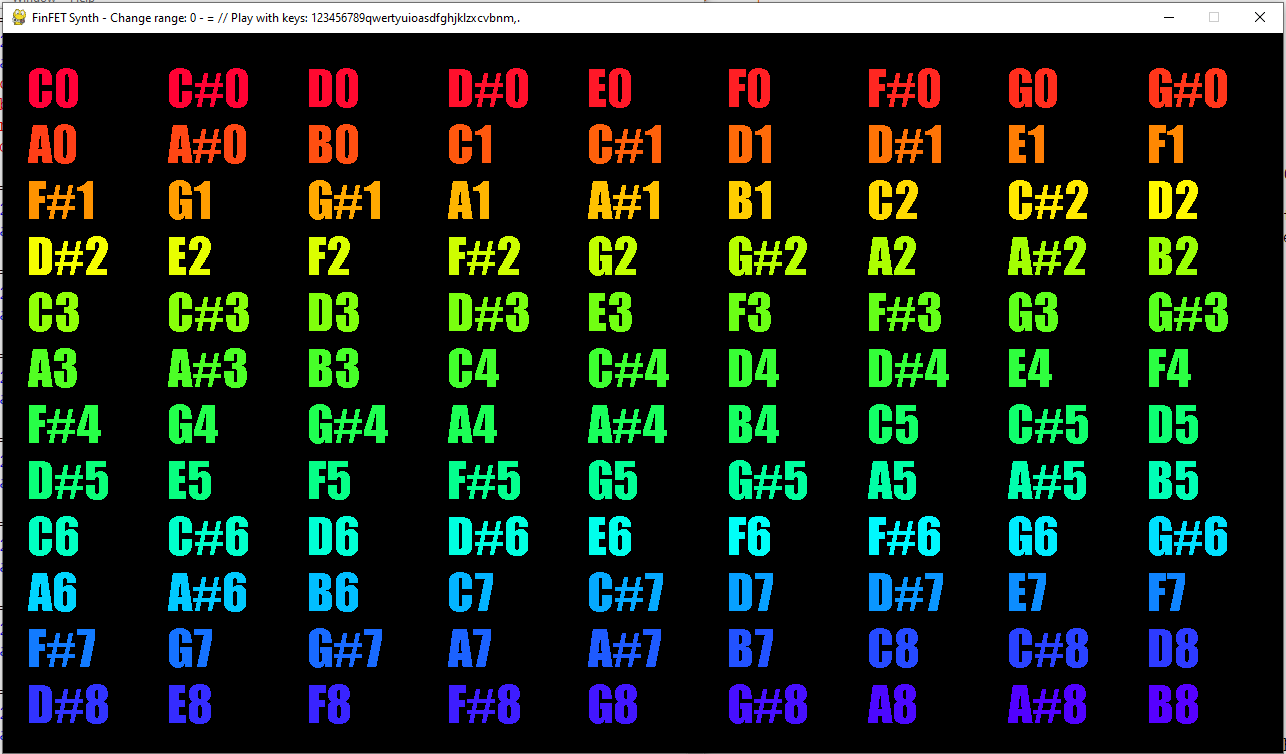 FinFET Synth - Change range: 0 - = // Play with keys: 123456789qwertyuioasdfghjklzxcvbnm,.
C0 C#0 D0 D#0 E0 F0 F#0 G0 G#0
A0 A#0 B0 C1 C#1 D1 D#1 E1 F1
F#1 G1 G#1 A1 A#1 B1 C2 C#2 D2
D#2 E2 F2 F#2 G2 G#2 A2 A#2 B2
C3 C#3 D3 D#3 E3 F3 F#3 G3 G#3
A3 A#3 B3 C4 C#4 D4 D#4 E4 F4
F#4 G4 G#4 A4 A#4 B4 C5 C#5 D5
D#5 E5 F5 F#5 G5 G#5 A5 A#5 B5
C6 C#6 D6 D#6 E6 F6 F#6 G6 G#6
A6 A#6 B6 C7 C#7 D7 D#7 E7 F7
F#7 G7 G#7 A7 A#7 B7 C8 C#8 D8
D#8 E8 F8 F#8 G8 G#8 A8 A#8 B8